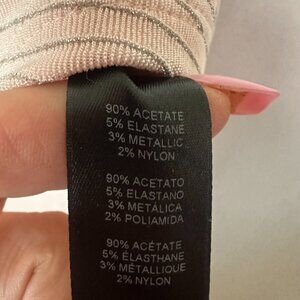 90% ACETATE
5% ELASTANE
3% METALLIC
2% NYLON
90% ACETATO
5% ELASTANO
3% METÁLICA
2% POLIAMIDA
90% ACÉTATE
5% ÉLASTHANE
3% MÉTALLIQUE
2% NYLON